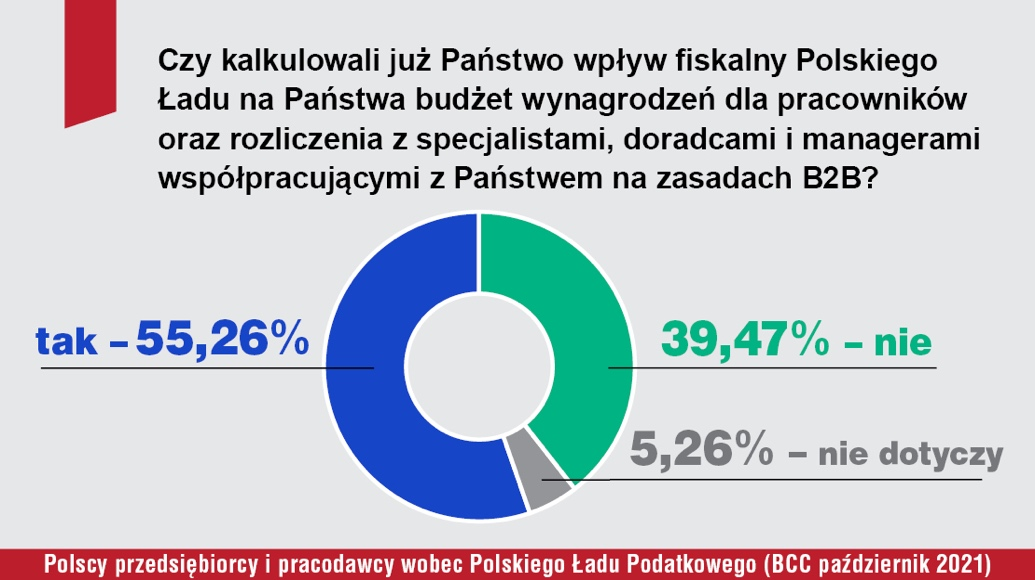 Czy kalkulowali już Państwo wpływ fiskalny Polskiego
Ładu na Państwa budżet wynagrodzeń dla pracowników
oraz rozliczenia z specjalistami, doradcami i managerami
współpracującymi z Państwem na zasadach B2B?
tak – 55,26%
39,47% – nie
5,26% – nie dotyczy
Polscy przedsiębiorcy i pracodawcy wobec Polskiego Ładu Podatkowego (BCC październik 2021)